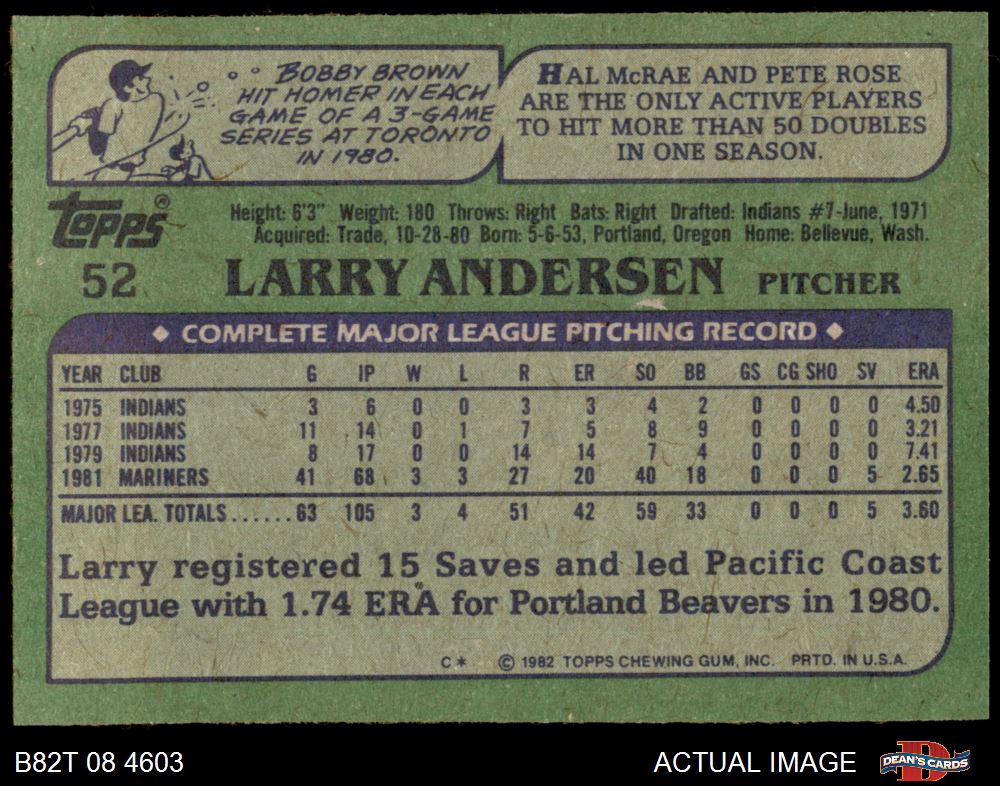 BOBBY BROWN
HIT HOMER IN EACH
GAME OF A 3-GAME
SERIES AT TORONTO
IN 1980.
HAL McRAE AND PETE ROSE
ARE THE ONLY ACTIVE PLAYERS
TO HIT MORE THAN 50 DOUBLES
IN ONE SEASON.
TOPPS®
Height: 6'3" Weight: 180 Throws: Right Bats: Right Drafted: Indians #7-June, 1971
Acquired: Trade, 10-28-80 Born: 5-6-53, Portland, Oregon Home: Bellevue, Wash.
52 LARRY ANDERSEN PITCHER
◆ COMPLETE MAJOR LEAGUE PITCHING RECORD ◆
YEAR CLUB G IP W L R ER SO BB GS CG SHO SV ERA
1975 INDIANS 3 6 0 0 3 3 4 2 0 0 0 0 4.50
1977 INDIANS 11 14 0 1 7 5 8 9 0 0 0 0 3.21
1979 INDIANS 8 17 0 0 14 14 7 4 0 0 0 0 7.41
1981 MARINERS 41 68 3 3 27 20 40 18 0 0 0 5 2.65
MAJOR LEA. TOTALS......63 105 3 4 51 42 59 33 0 0 0 5 3.60
Larry registered 15 Saves and led Pacific Coast
League with 1.74 ERA for Portland Beavers in 1980.
C* © 1982 TOPPS CHEWING GUM, INC. PRTD. IN U.S.A.
B82T 08 4603 ACTUAL IMAGE DEAN'S CARDS